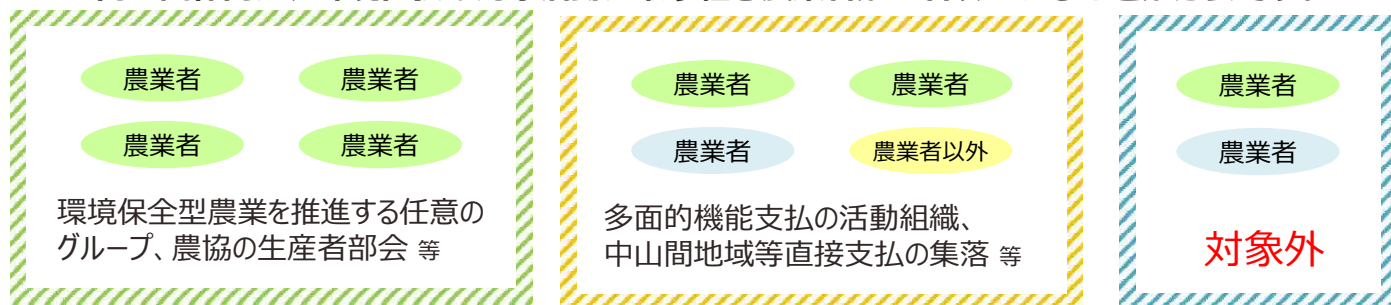 農業者 農業者
農業者 農業者
環境保全型農業を推進する任意の
グループ、農協の生産者部会 等
農業者 農業者
農業者 農業者以外
多面的機能支払の活動組織、
中山間地域等直接支払の集落 等
農業者
農業者
対象外